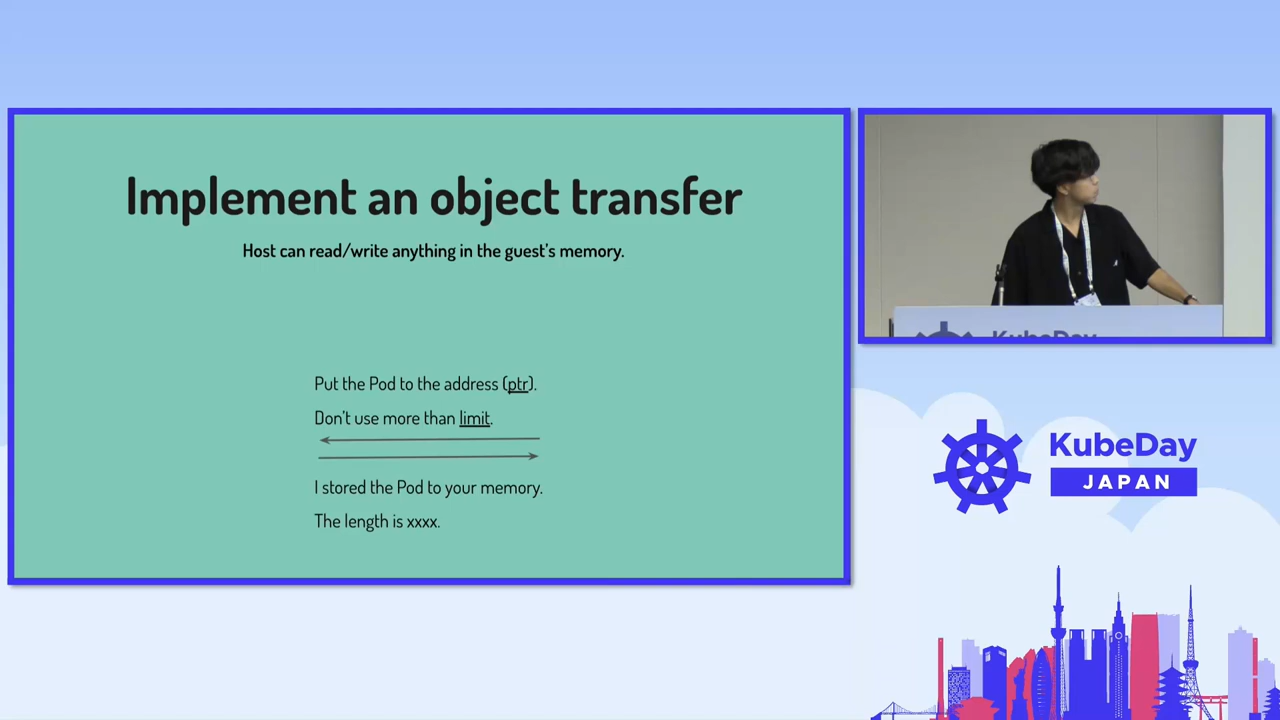 Implement an object transfer
Host can read/write anything in the guest's memory.
Put the Pod to the address (ptr).
Don't use more than limit.
I stored the Pod to your memory.
The length is xxxx.
KubeDay
KubeDay
JAPAN